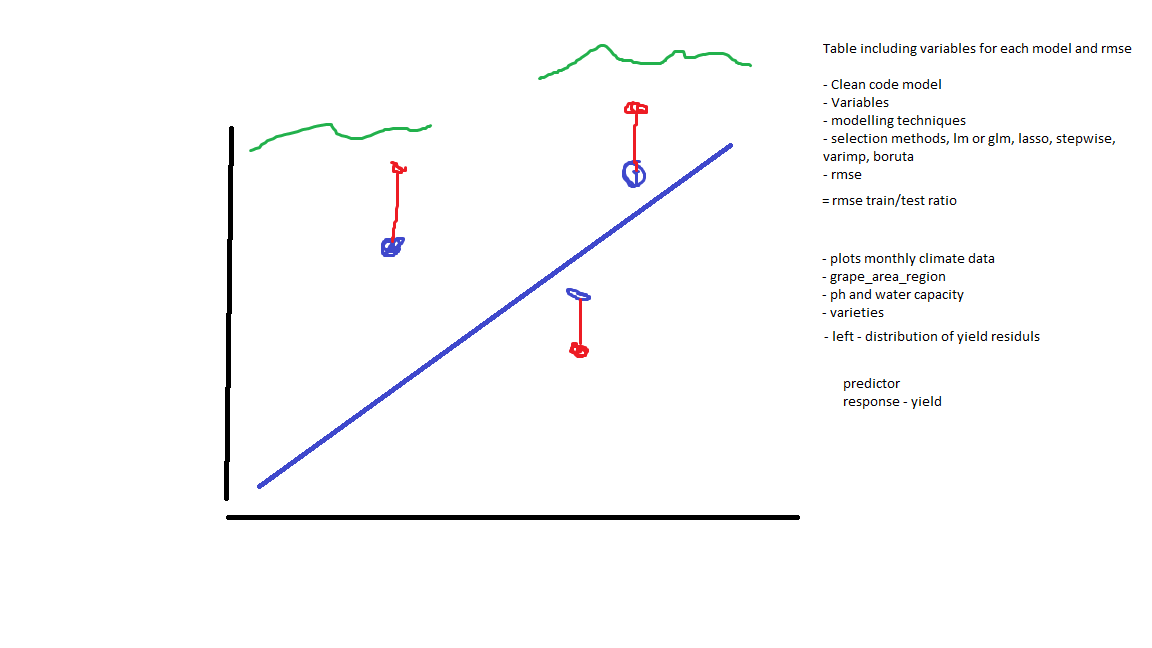 Table including variables for each model and rmse
- Clean code model
- Variables
- modelling techniques
- selection methods, lm or glm, lasso, stepwise,
varimp, boruta
- rmse
= rmse train/test ratio
- plots monthly climate data
- grape_area_region
- ph and water capacity
- varieties
- left - distribution of yield residuls
predictor
response - yield